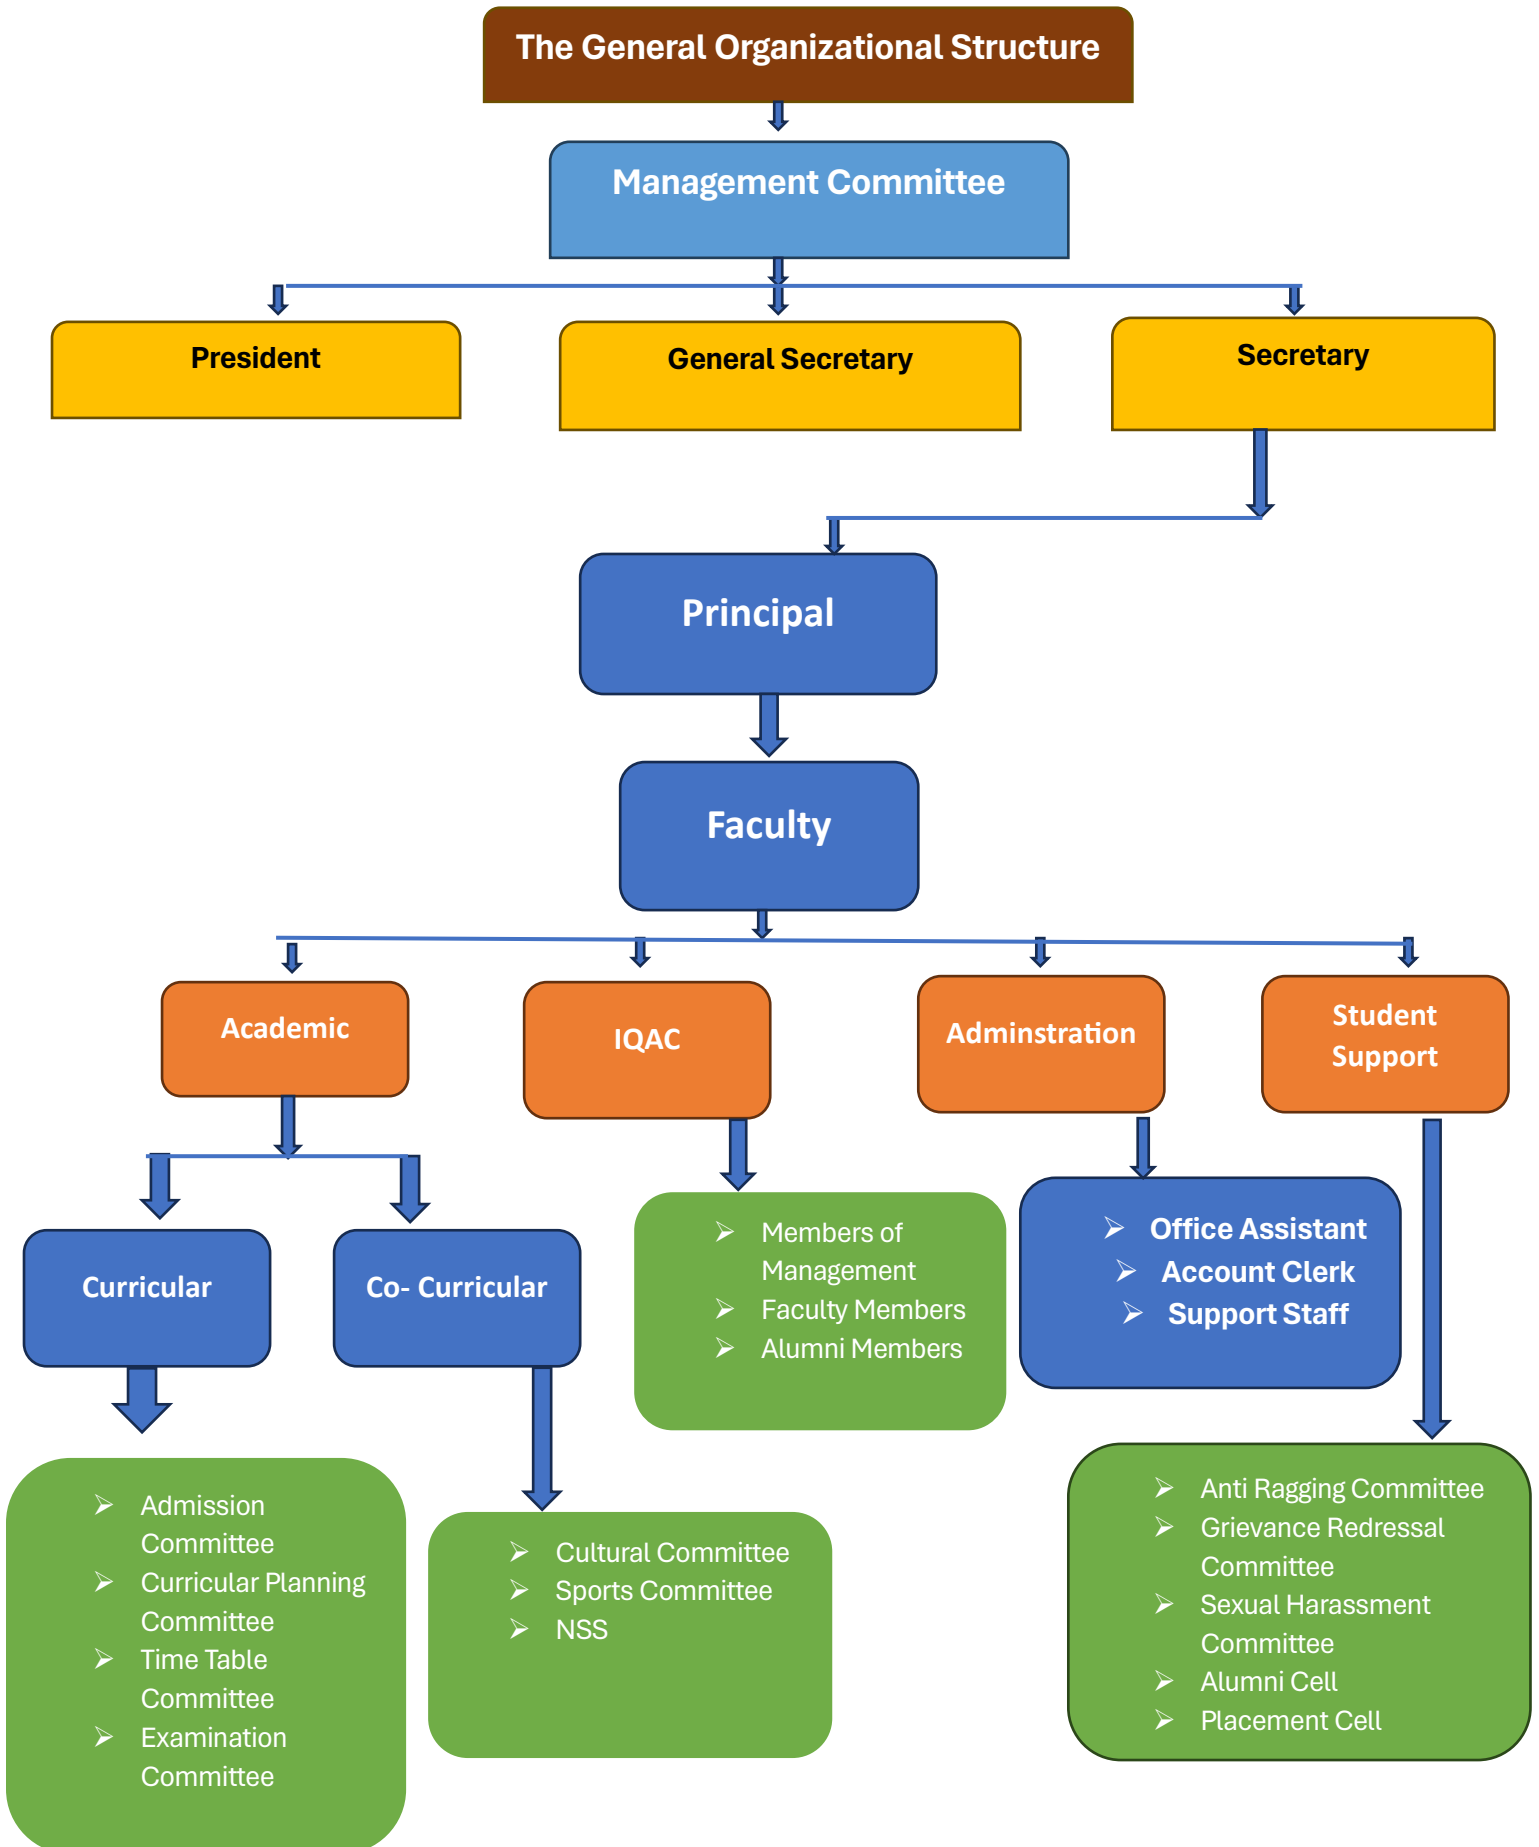 The General Organizational Structure
Management Committee
President
General Secretary
Secretary
Principal
Faculty
Academic
IQAC
Adminstration
Student
Support
Curricular
Co- Curricular
➢ Members of
Management
➢ Faculty Members
➢ Alumni Members
➢ Office Assistant
➢ Account Clerk
➢ Support Staff
➢ Admission
Committee
➢ Curricular Planning
Committee
➢ Time Table
Committee
➢ Examination
Committee
➢ Cultural Committee
➢ Sports Committee
➢ NSS
➢ Anti Ragging Committee
➢ Grievance Redressal
Committee
➢ Sexual Harassment
Committee
➢ Alumni Cell
➢ Placement Cell